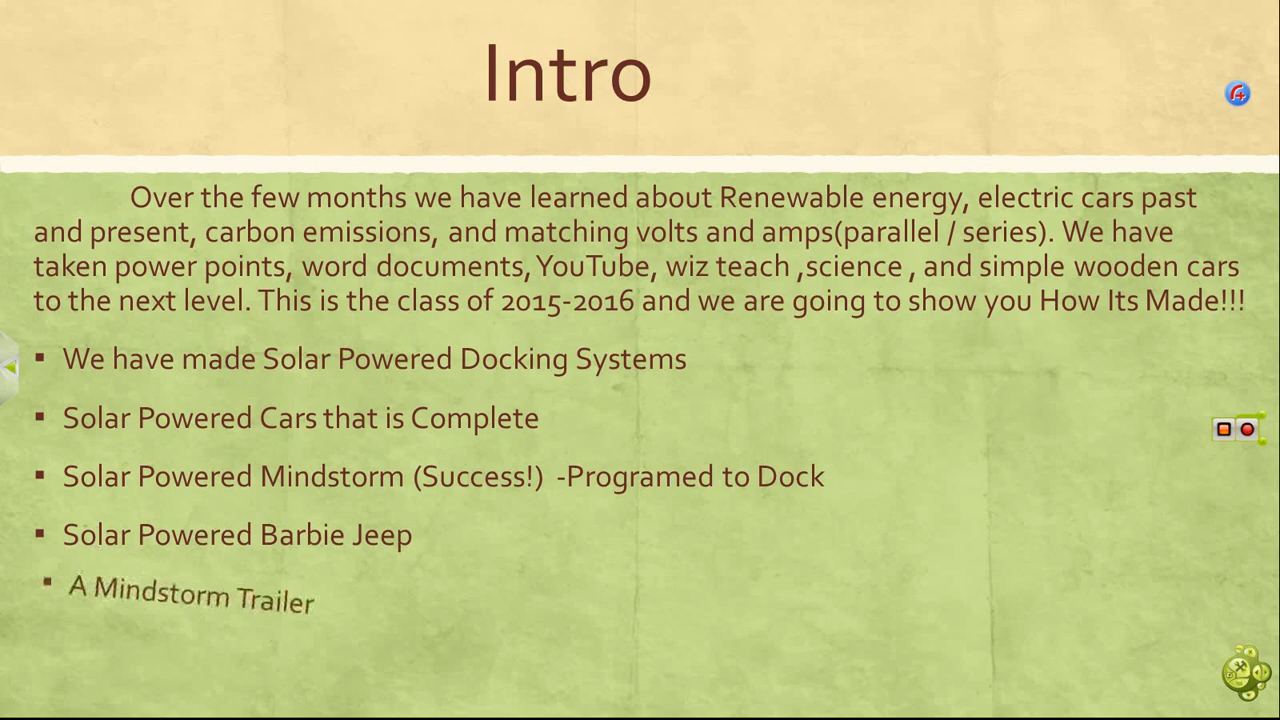 Intro
Over the few months we have learned about Renewable energy, electric cars past
and present, carbon emissions, and matching volts and amps(parallel / series). We have
taken power points, word documents, YouTube, wiz teach ,science , and simple wooden cars
to the next level. This is the class of 2015-2016 and we are going to show you How Its Made!!!
▪ We have made Solar Powered Docking Systems
▪ Solar Powered Cars that is Complete
▪ Solar Powered Mindstorm (Success!) -Programed to Dock
▪ Solar Powered Barbie Jeep
▪ A Mindstorm Trailer